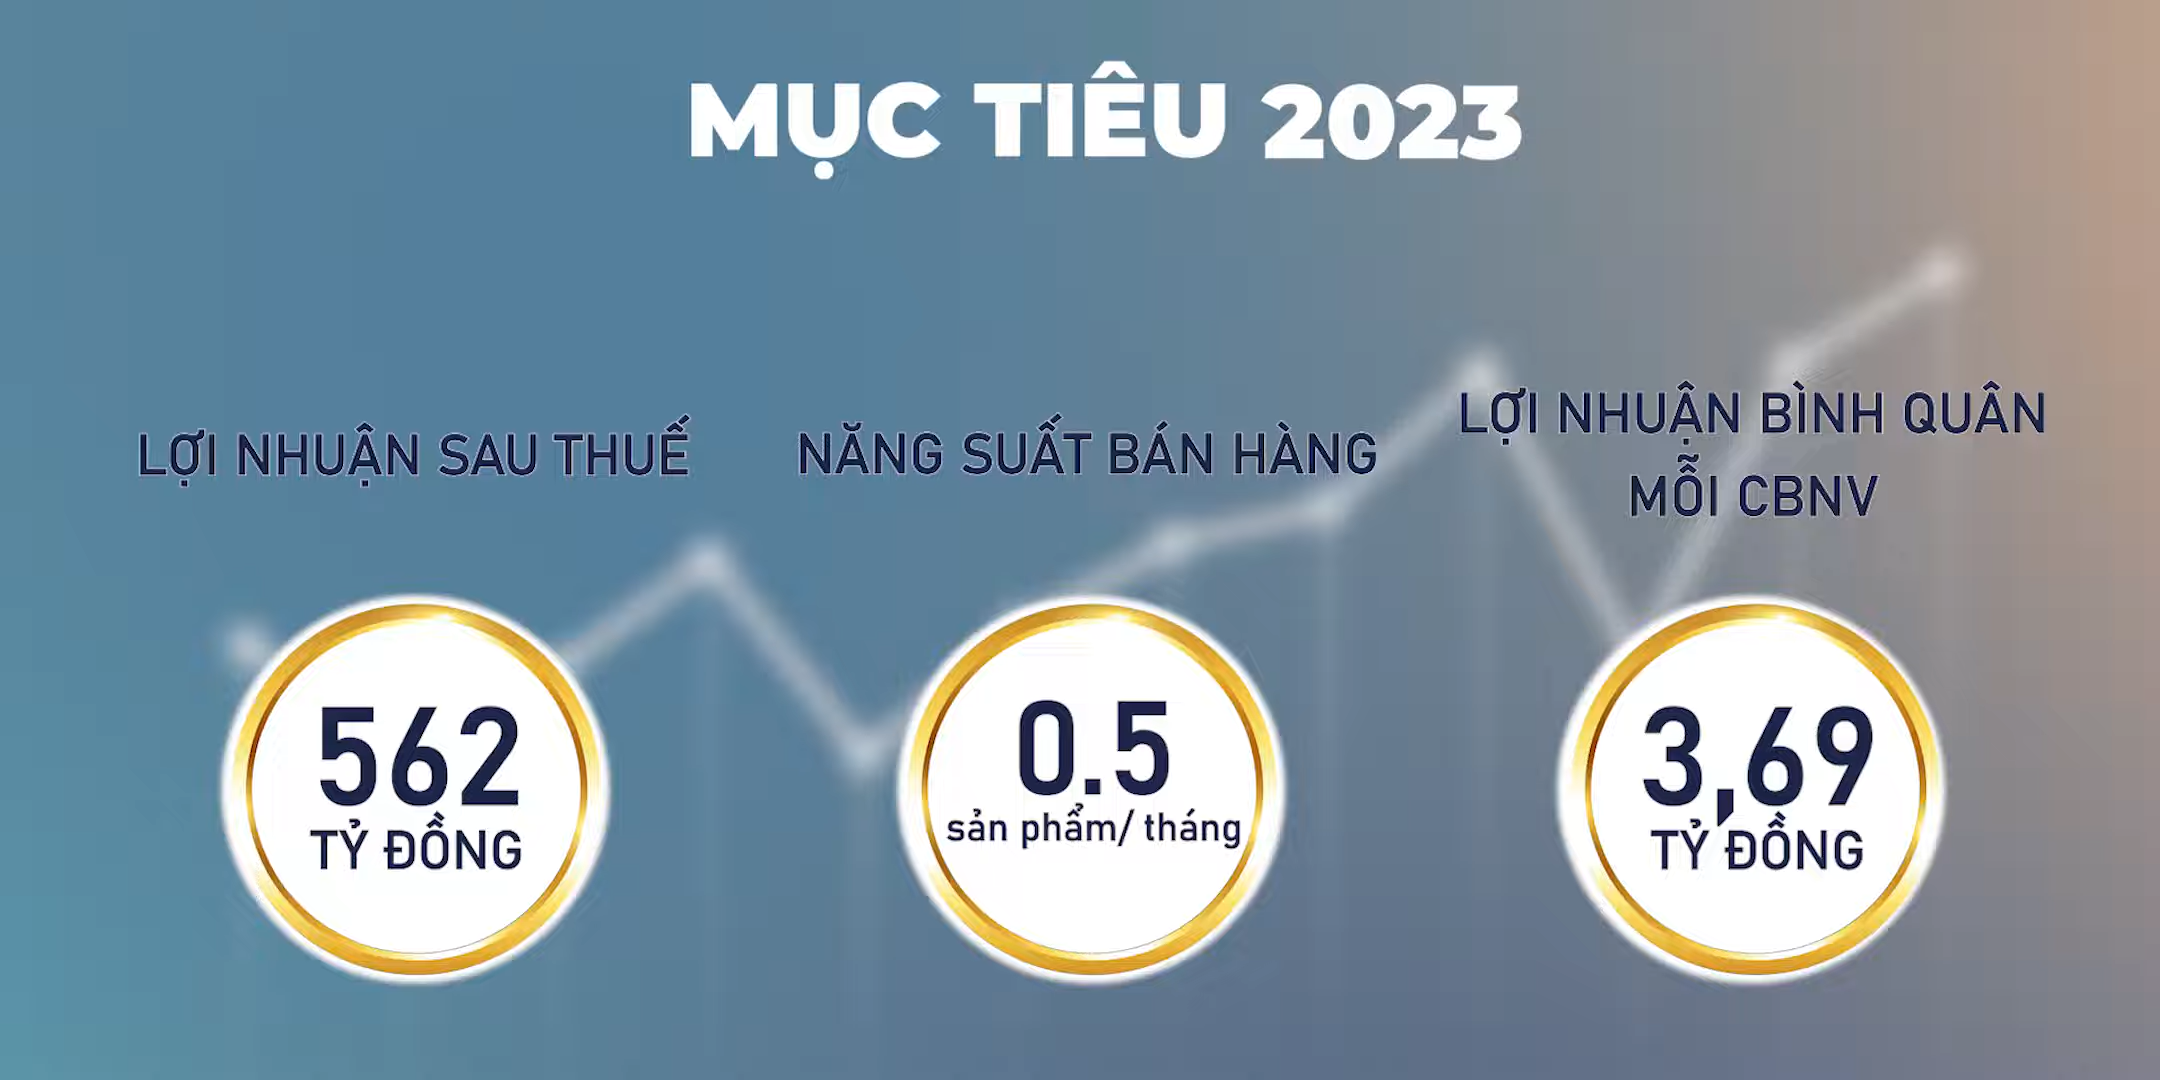 MỤC TIÊU 2023
LỢI NHUẬN SAU THUẾ
562
TỶ ĐỒNG
NĂNG SUẤT BÁN HÀNG
0.5
sản phẩm/ tháng
LỢI NHUẬN BÌNH QUÂN
MỖI CBNV
3,69
TỶ ĐỒNG